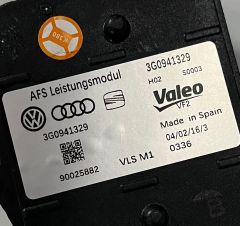 AFS Leistungsmodul
3G0941329
H02 S0003
Valeo
VF2
3G0941329
Made in Spain
04/02/16/3
90025882
VLS M1
0336